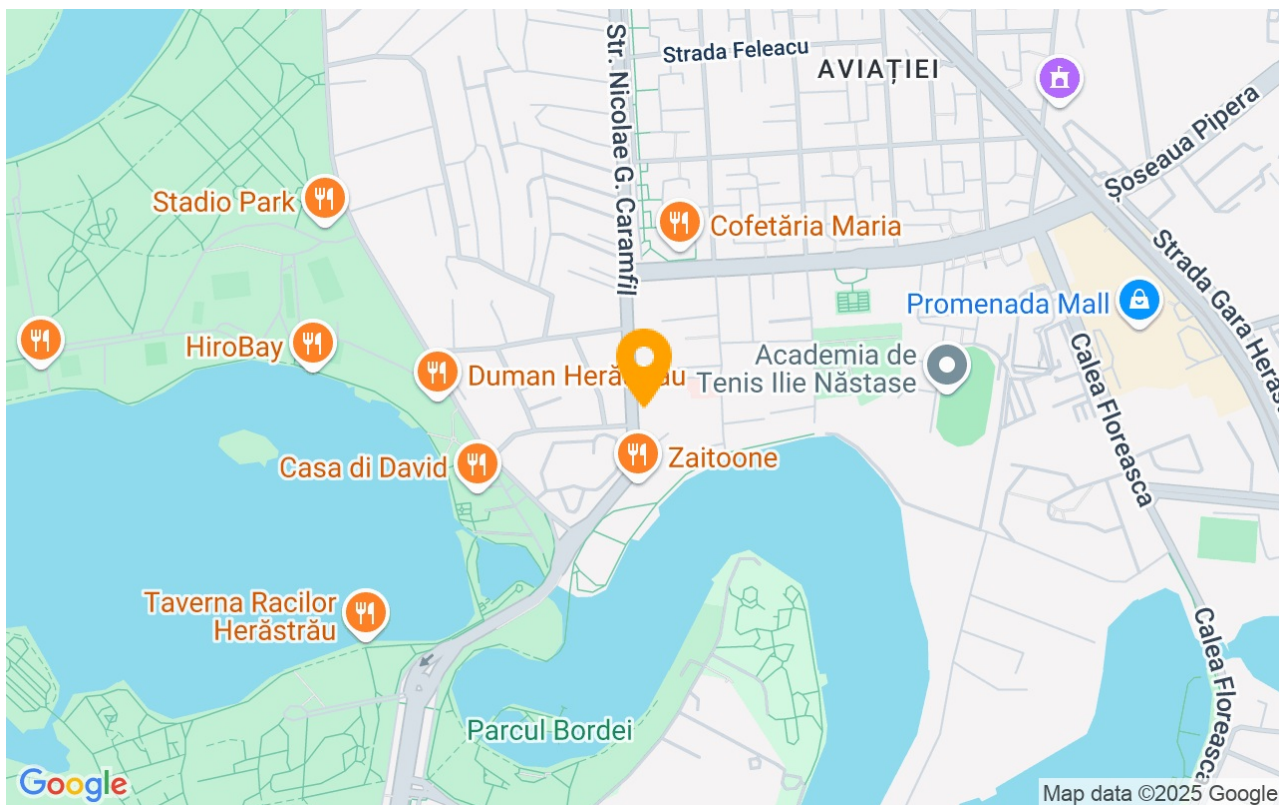 Strada Feleacu
AVIAȚIEI
Str. Nicolae G. Caramfil
Șoseaua Pipera
Stadio Park
Cofetăria Maria
Strada Gara Herăs
Promenada Mall
HiroBay
Academia de
Tenis Ilie Năstase
Duman Herăs
u
Calea Floreasca
Casa di David
Zaitoone
Taverna Racilor
Herăstrău
Calea Floreasca
Parcul Bordei
Google
Map data ©2025 Google